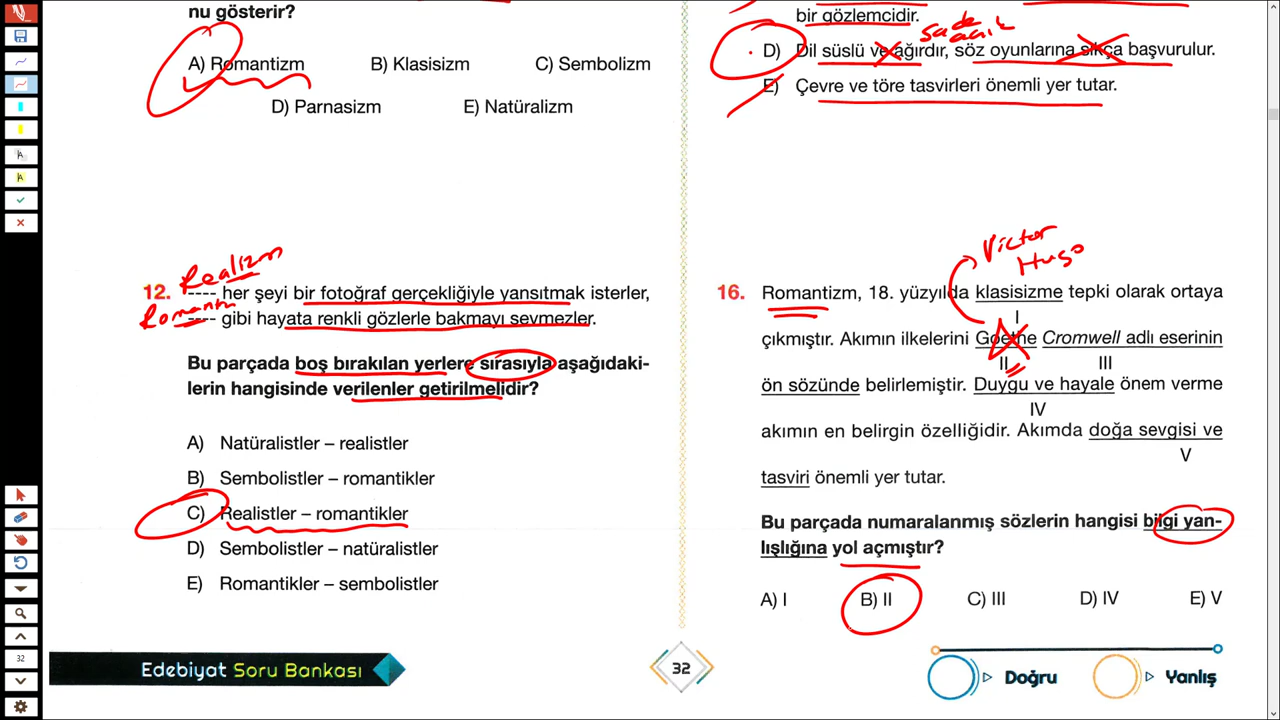 nu gösterir?
A) Romantizm B) Klasisizm C) Sembolizm
D) Parnasizm E) Natüralizm
Realizm
12. ---- her şeyi bir fotoğraf gerçekliğiyle yansıtmak isterler,
Romantizm
---- gibi hayata renkli gözlerle bakmayı sevmezler.
Bu parçada boş bırakılan yerlere sırasıyla aşağıdaki-
lerin hangisinde verilenler getirilmelidir?
A) Natüralistler – realistler
B) Sembolistler – romantikler
C) Realistler – romantikler
D) Sembolistler – natüralistler
E) Romantikler – sembolistler
bir gözlemcidir.
sade
açık
D) Dil süslü ve ağırdır, söz oyunlarına sıkça başvurulur.
E) Çevre ve töre tasvirleri önemli yer tutar.
Victor
Hugo
16. Romantizm, 18. yüzyılda klasisizme tepki olarak ortaya
I
çıkmıştır. Akımın ilkelerini Goethe Cromwell adlı eserinin
II III
ön sözünde belirlemiştir. Duygu ve hayale önem verme
IV
akımın en belirgin özelliğidir. Akımda doğa sevgisi ve
V
tasviri önemli yer tutar.
Bu parçada numaralanmış sözlerin hangisi bilgi yan-
lışlığına yol açmıştır?
A) I B) II C) III D) IV E) V
Edebiyat Soru Bankası
32
Doğru Yanlış
A
A
32